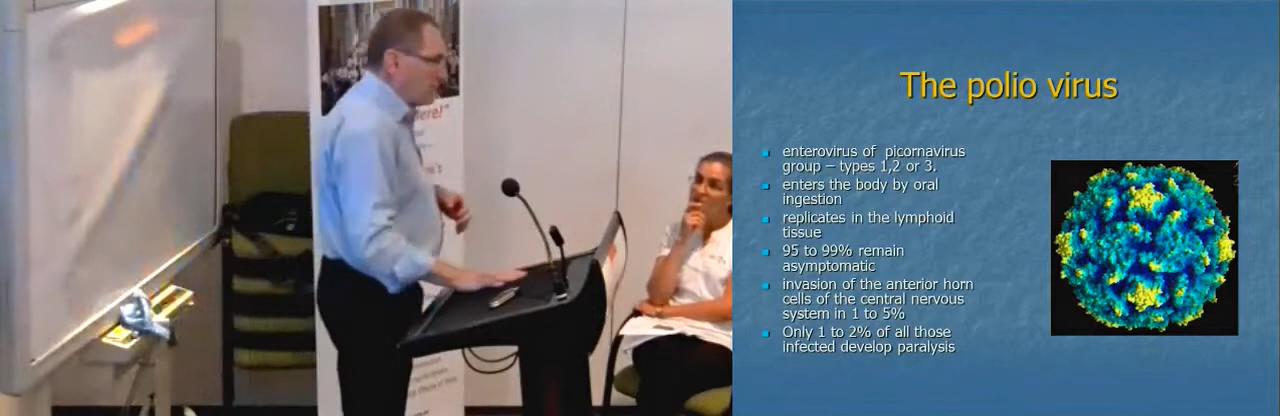 ere!"
The polio virus
enterovirus of picornavirus
group – types 1,2 or 3.
enters the body by oral
ingestion
replicates in the lymphoid
tissue
95 to 99% remain
asymptomatic
invasion of the anterior horn
cells of the central nervous
system in 1 to 5%
Only 1 to 2% of all those
infected develop paralysis